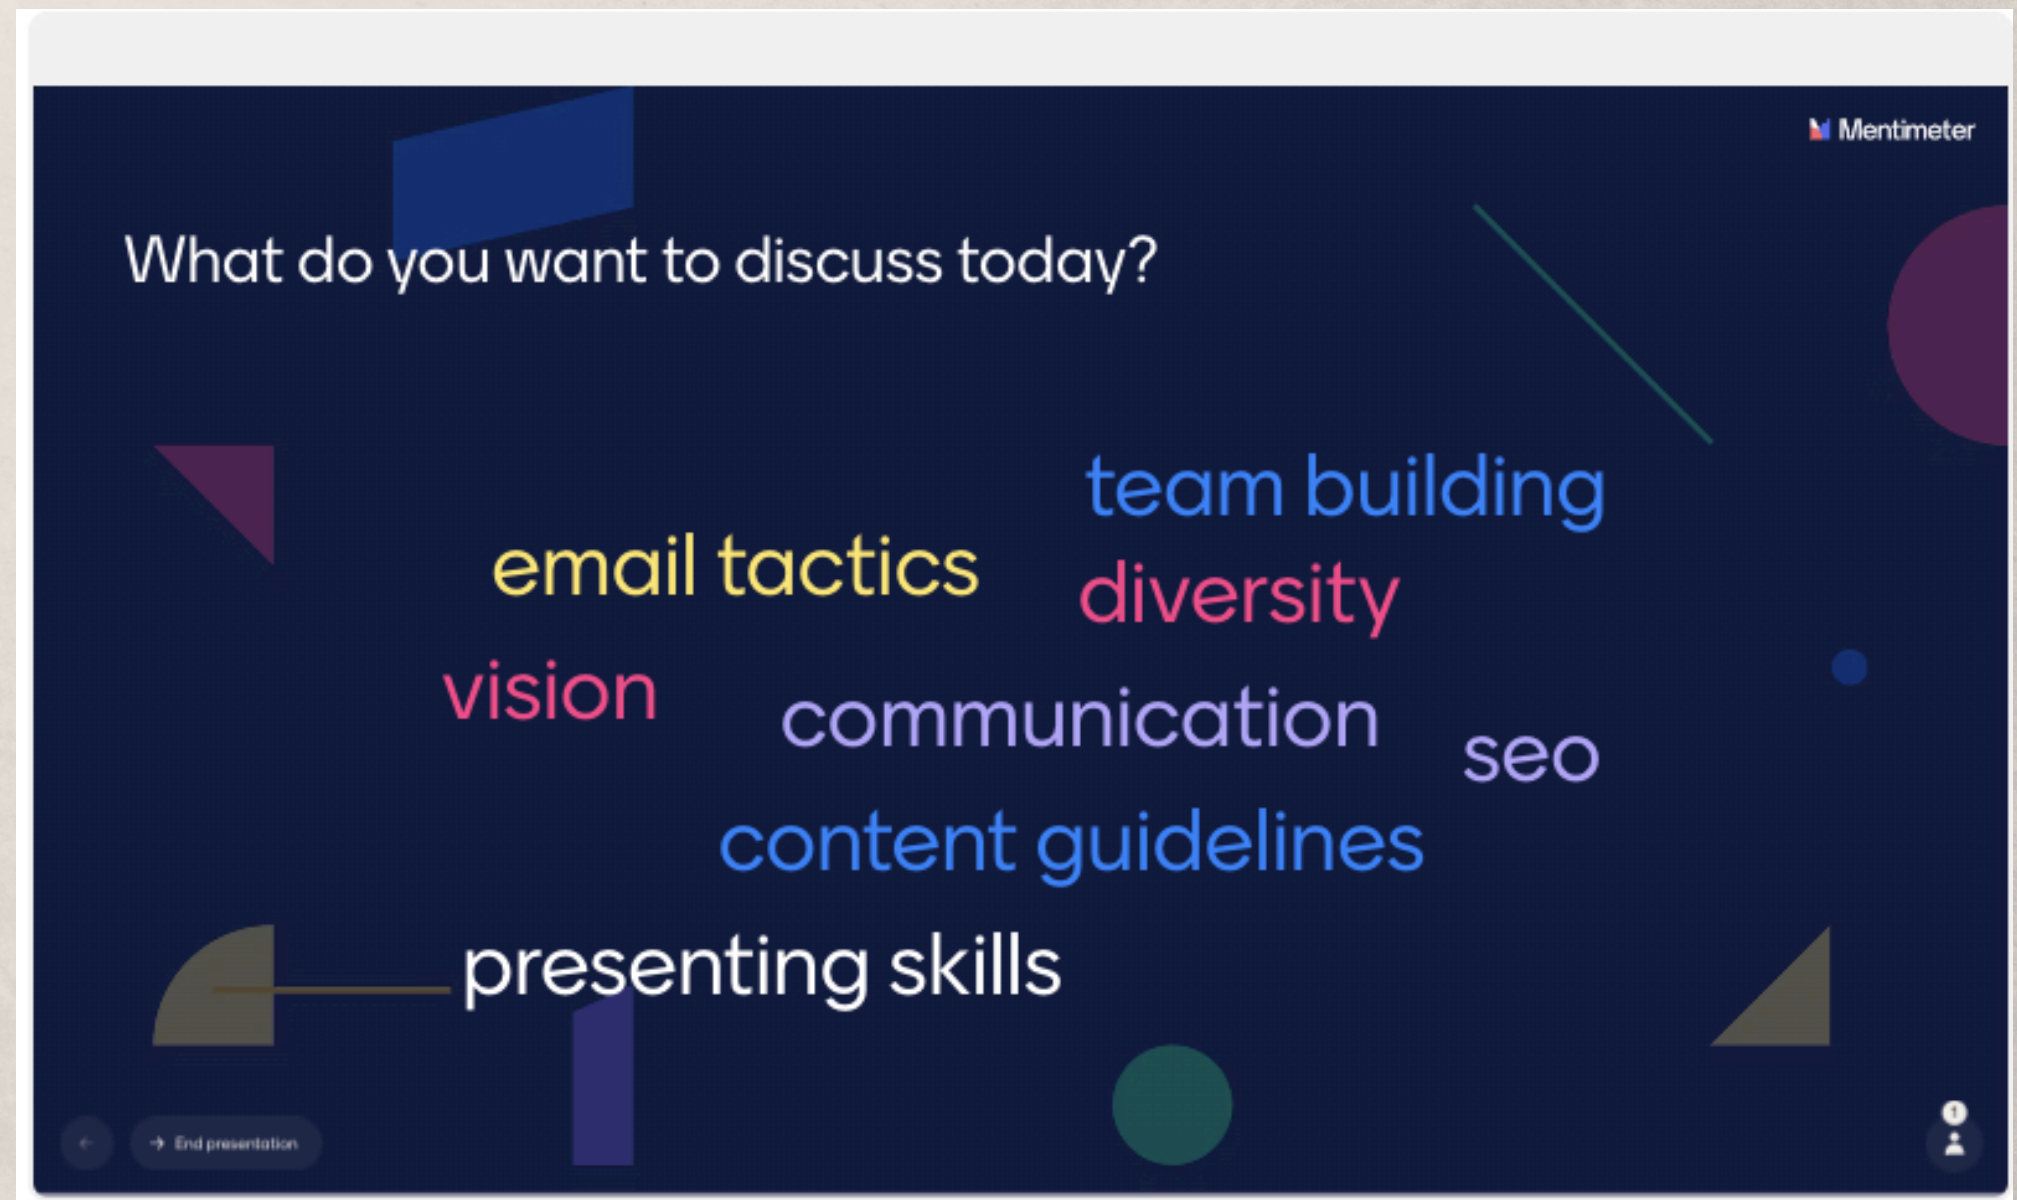 Mentimeter
What do you want to discuss today?
team building
email tactics
diversity
vision
communication
seo
content guidelines
presenting skills
1
← → End presentation